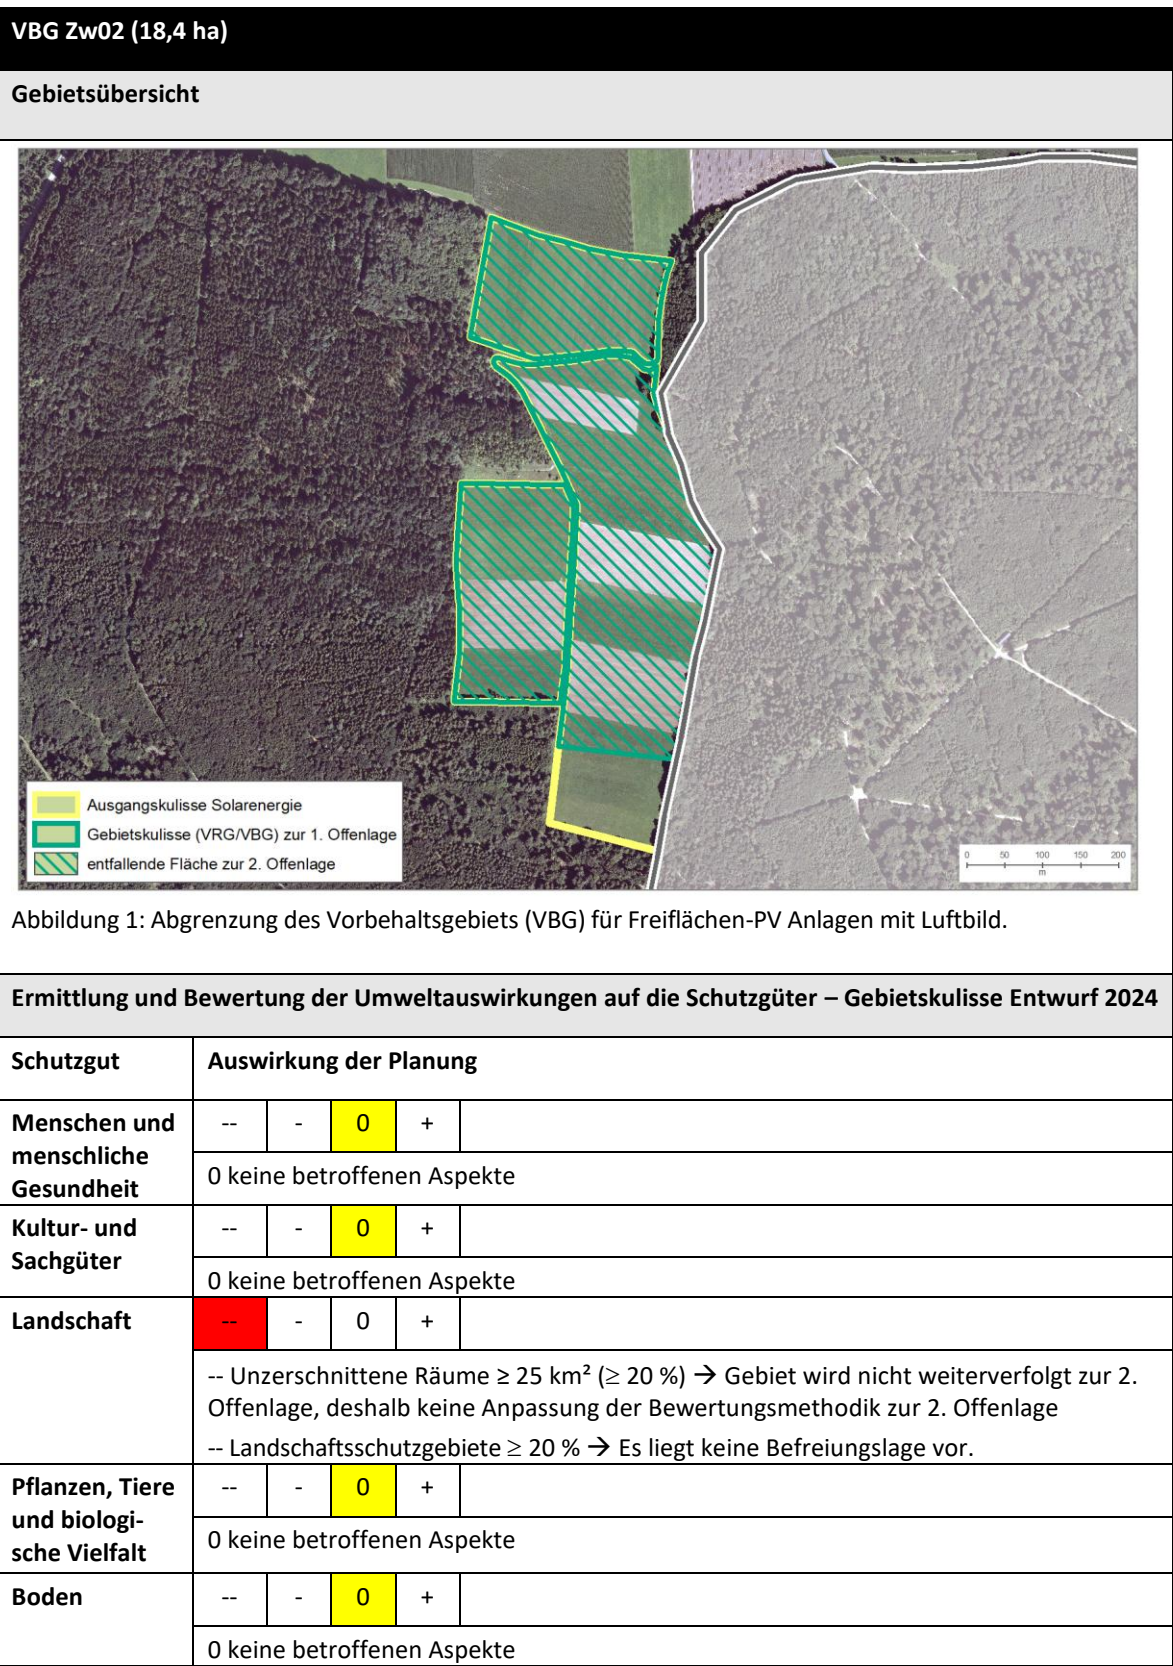 VBG Zw02 (18,4 ha)
Gebietsübersicht
Ausgangskulisse Solarenergie
Gebietskulisse (VRG/VBG) zur 1. Offenlage
entfallende Fläche zur 2. Offenlage
0 50 100 150 200
m
Abbildung 1: Abgrenzung des Vorbehaltsgebiets (VBG) für Freiflächen-PV Anlagen mit Luftbild.
Ermittlung und Bewertung der Umweltauswirkungen auf die Schutzgüter – Gebietskulisse Entwurf 2024
Schutzgut Auswirkung der Planung
Menschen und menschliche Gesundheit
-- - 0 +
0 keine betroffenen Aspekte
Kultur- und Sachgüter
-- - 0 +
0 keine betroffenen Aspekte
Landschaft
-- - 0 +
-- Unzerschnittene Räume ≥ 25 km² (≥ 20 %) → Gebiet wird nicht weiterverfolgt zur 2.
Offenlage, deshalb keine Anpassung der Bewertungsmethodik zur 2. Offenlage
-- Landschaftsschutzgebiete ≥ 20 % → Es liegt keine Befreiungslage vor.
Pflanzen, Tiere
und biologi-
sche Vielfalt
-- - 0 +
0 keine betroffenen Aspekte
Boden
-- - 0 +
0 keine betroffenen Aspekte